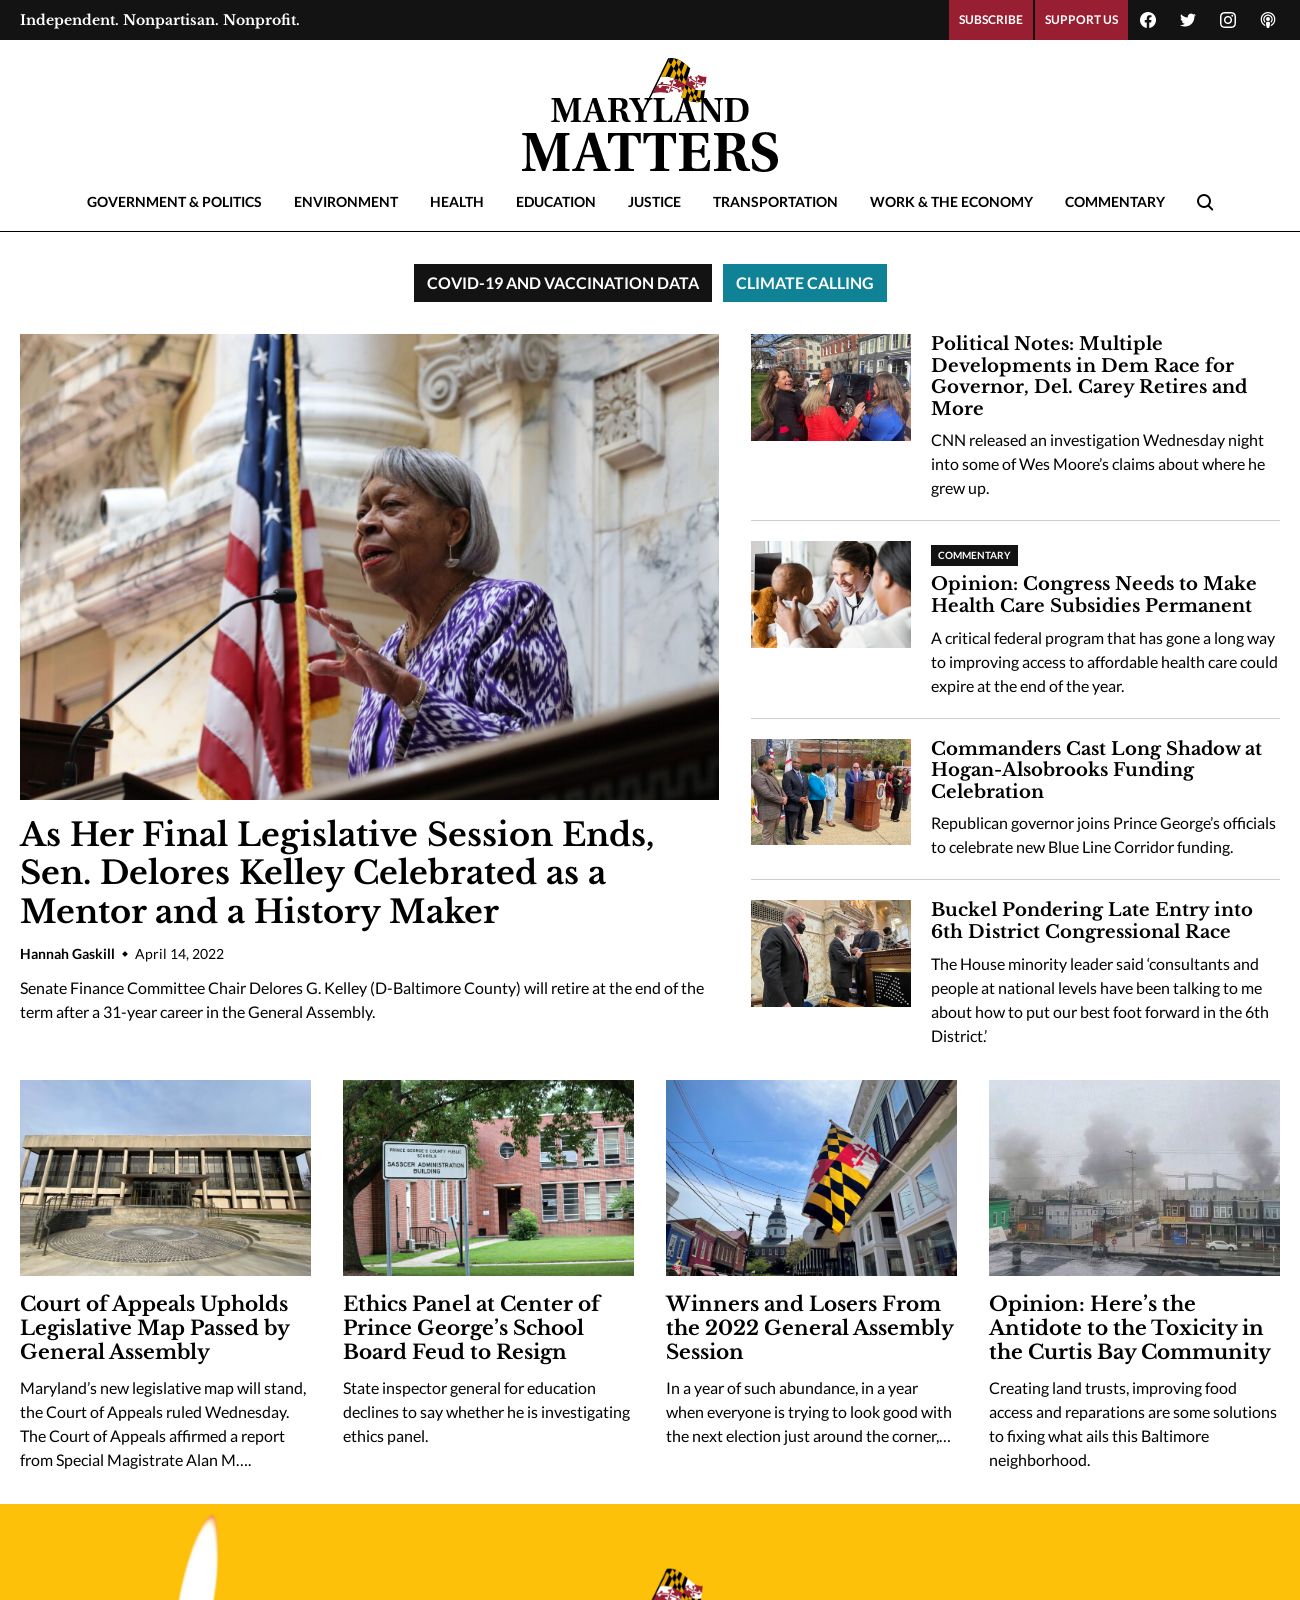 Independent. Nonpartisan. Nonprofit.
SUBSCRIBE
SUPPORT US
MARYLAND
MATTERS
GOVERNMENT & POLITICS
ENVIRONMENT
HEALTH
EDUCATION
JUSTICE
TRANSPORTATION
WORK & THE ECONOMY
COMMENTARY
COVID-19 AND VACCINATION DATA
CLIMATE CALLING
As Her Final Legislative Session Ends,
Sen. Delores Kelley Celebrated as a
Mentor and a History Maker
Hannah Gaskill • April 14, 2022
Senate Finance Committee Chair Delores G. Kelley (D-Baltimore County) will retire at the end of the
term after a 31-year career in the General Assembly.
Political Notes: Multiple
Developments in Dem Race for
Governor, Del. Carey Retires and
More
CNN released an investigation Wednesday night
into some of Wes Moore’s claims about where he
grew up.
COMMENTARY
Opinion: Congress Needs to Make
Health Care Subsidies Permanent
A critical federal program that has gone a long way
to improving access to affordable health care could
expire at the end of the year.
Commanders Cast Long Shadow at
Hogan-Alsobrooks Funding
Celebration
Republican governor joins Prince George’s officials
to celebrate new Blue Line Corridor funding.
Buckel Pondering Late Entry into
6th District Congressional Race
The House minority leader said ‘consultants and
people at national levels have been talking to me
about how to put our best foot forward in the 6th
District.’
Court of Appeals Upholds
Legislative Map Passed by
General Assembly
Maryland’s new legislative map will stand,
the Court of Appeals ruled Wednesday.
The Court of Appeals affirmed a report
from Special Magistrate Alan M.…
PRINCE GEORGE'S COUNTY PUBLIC
SCHOOLS
SASSCER ADMINISTRATION
BUILDING
Ethics Panel at Center of
Prince George’s School
Board Feud to Resign
State inspector general for education
declines to say whether he is investigating
ethics panel.
Winners and Losers From
the 2022 General Assembly
Session
In a year of such abundance, in a year
when everyone is trying to look good with
the next election just around the corner,…
Opinion: Here’s the
Antidote to the Toxicity in
the Curtis Bay Community
Creating land trusts, improving food
access and reparations are some solutions
to fixing what ails this Baltimore
neighborhood.